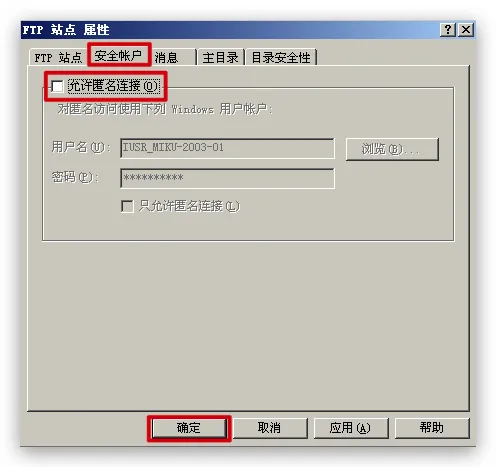 FTP 站点 属性
FTP 站点 安全帐户 消息 主目录 目录安全性
允许匿名连接(O)
对匿名访问使用下列 Windows 用户帐户:
用户名(U): IUSR_MIKU-2003-01 浏览(B)...
密码(P): **********
只允许匿名连接(L)
确定 取消 应用(A) 帮助